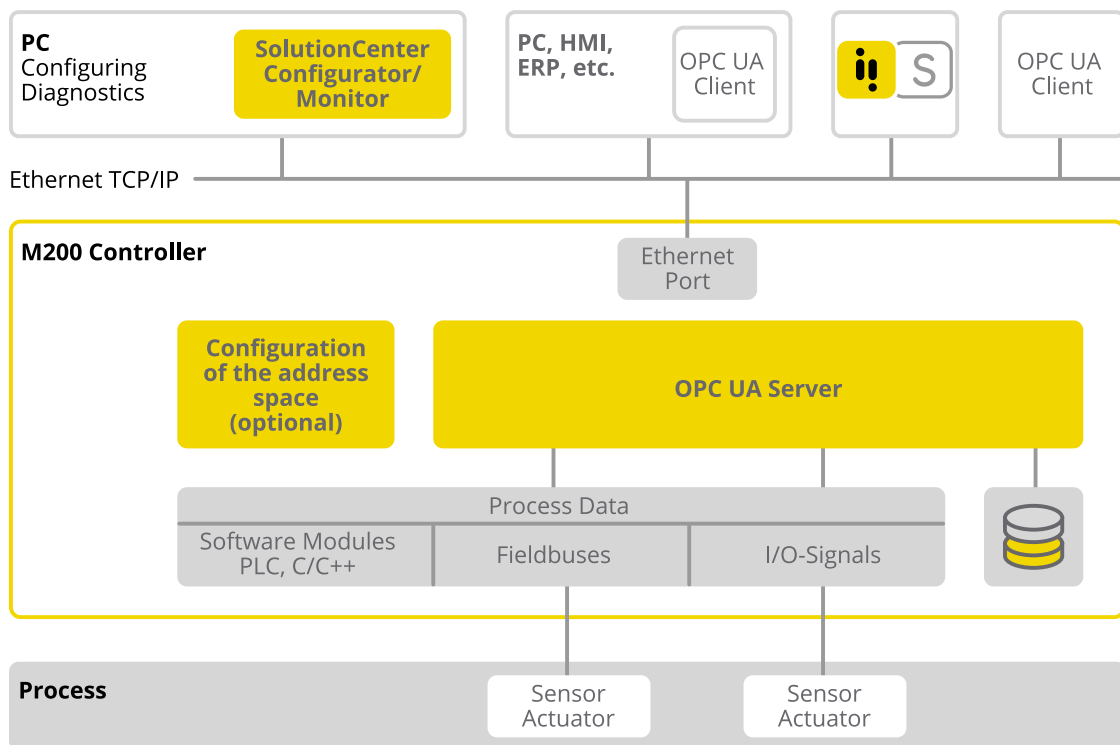 PC
Configuring
Diagnostics
SolutionCenter
Configurator/
Monitor
PC, HMI,
ERP, etc.
OPC UA
Client
S
OPC UA
Client
Ethernet TCP/IP
M200 Controller
Ethernet
Port
Configuration
of the address
space
(optional)
OPC UA Server
Process Data
Software Modules
PLC, C/C++
Fieldbuses
I/O-Signals
Process
Sensor
Actuator
Sensor
Actuator